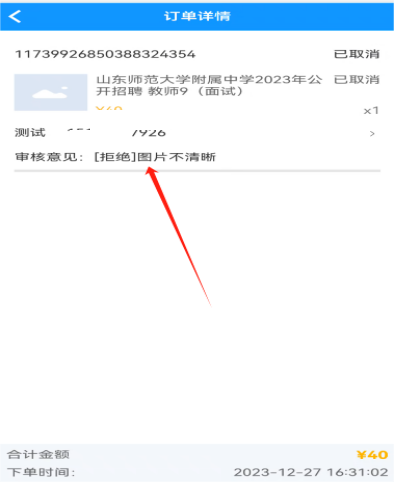 订单详情
11739926850388324354 已取消
山东师范大学附属中学2023年公 已取消
开招聘 教师9（面试）
x1
测试 7926 >
审核意见：[拒绝]图片不清晰
合计金额 ¥40
下单时间： 2023-12-27 16:31:02